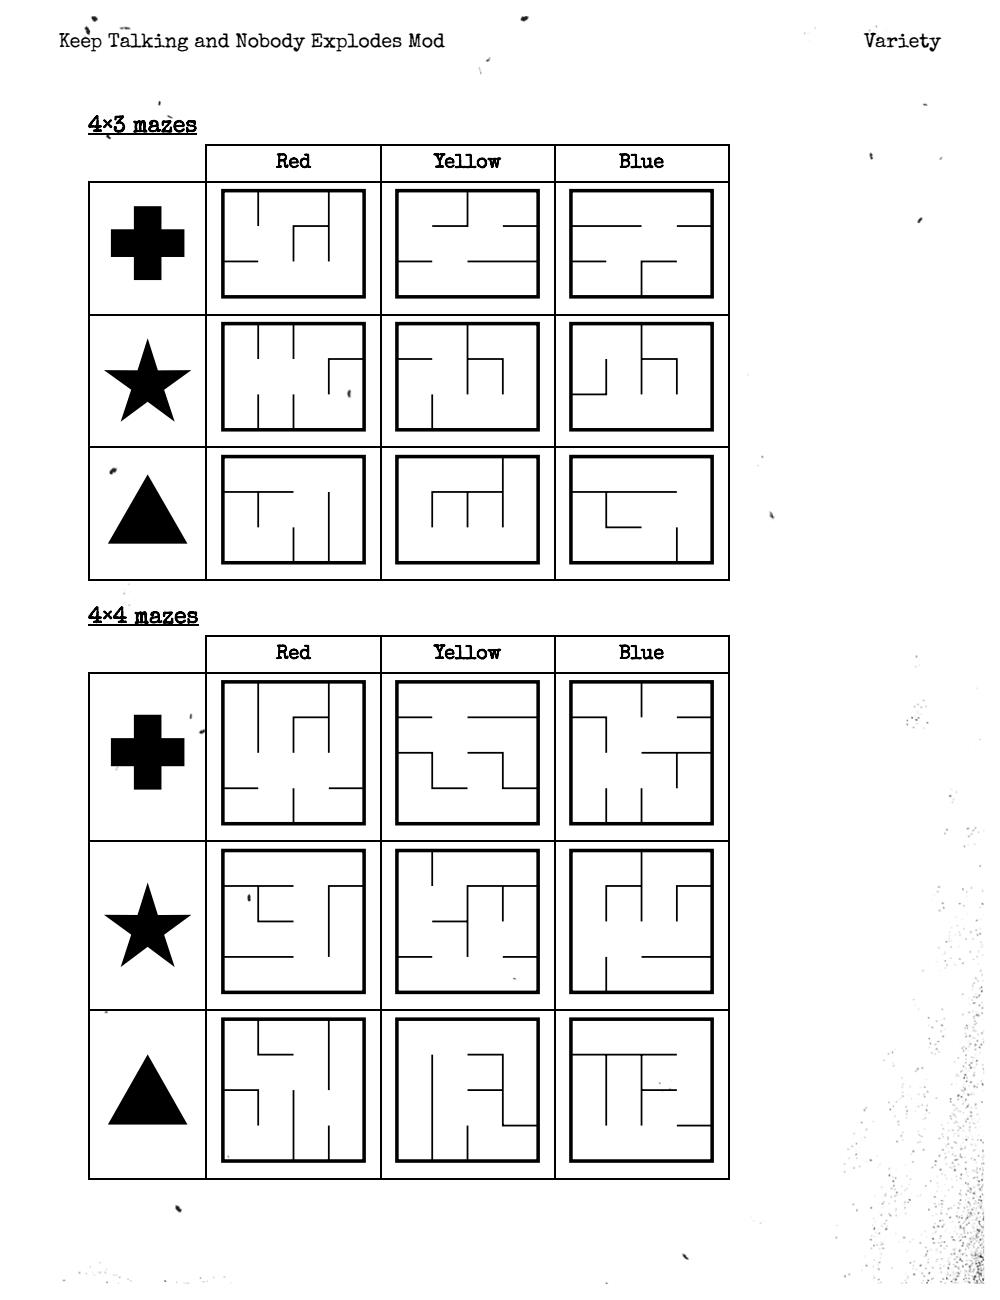 Keep Talking and Nobody Explodes Mod Variety
4×3 mazes
Red Yellow Blue
4×4 mazes
Red Yellow Blue